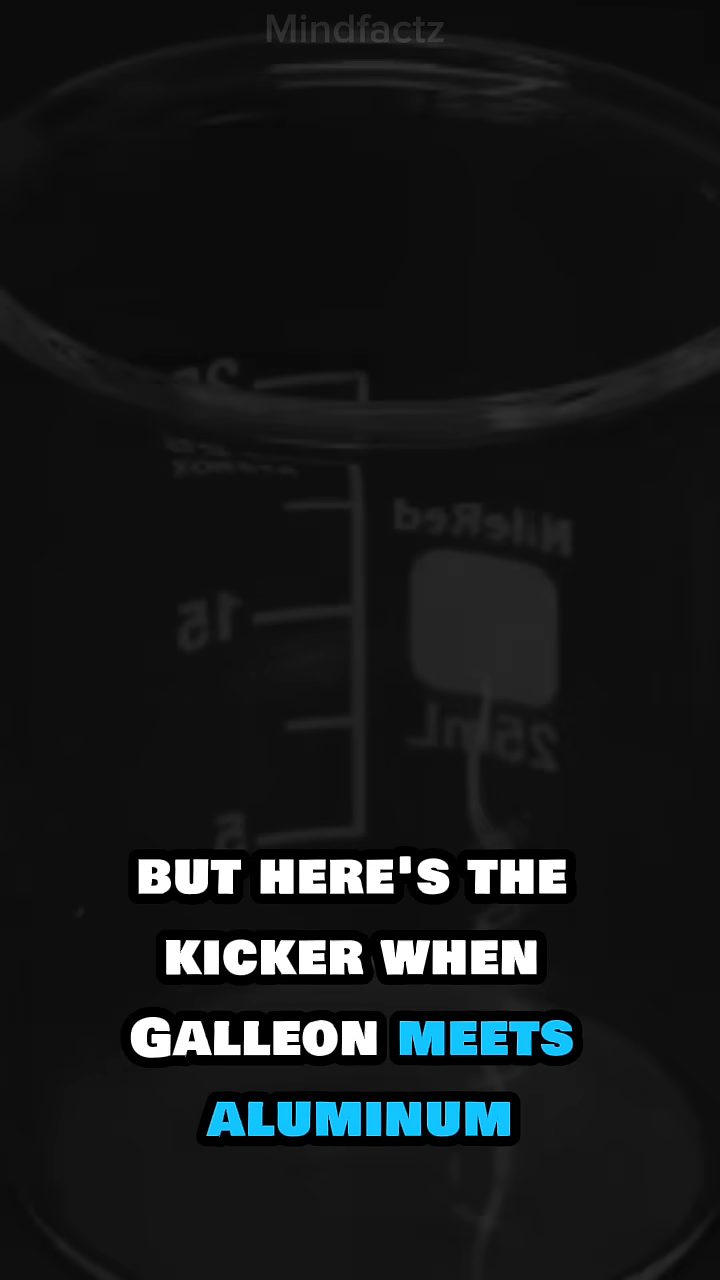 Mindfactz
NileRed
15
25mL
5
BUT HERE'S THE
KICKER WHEN
GALLEON MEETS
ALUMINUM